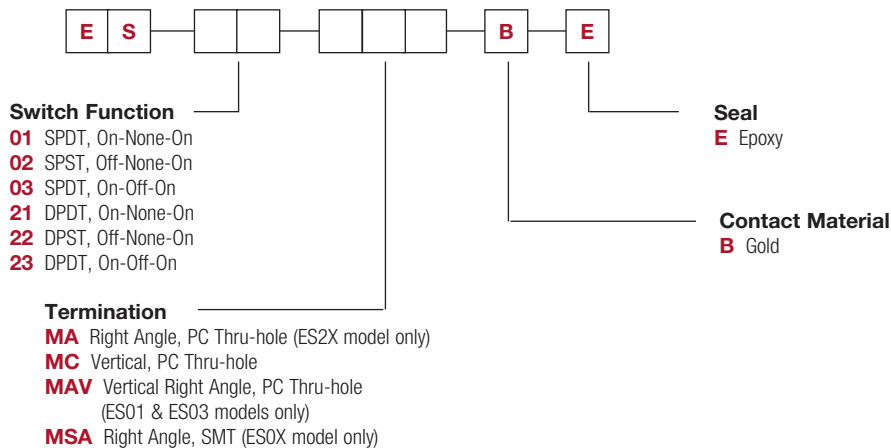 E S B E
Switch Function
01 SPDT, On-None-On
02 SPST, Off-None-On
03 SPDT, On-Off-On
21 DPDT, On-None-On
22 DPST, Off-None-On
23 DPDT, On-Off-On
Seal
E Epoxy
Contact Material
B Gold
Termination
MA Right Angle, PC Thru-hole (ES2X model only)
MC Vertical, PC Thru-hole
MAV Vertical Right Angle, PC Thru-hole
(ES01 & ES03 models only)
MSA Right Angle, SMT (ES0X model only)